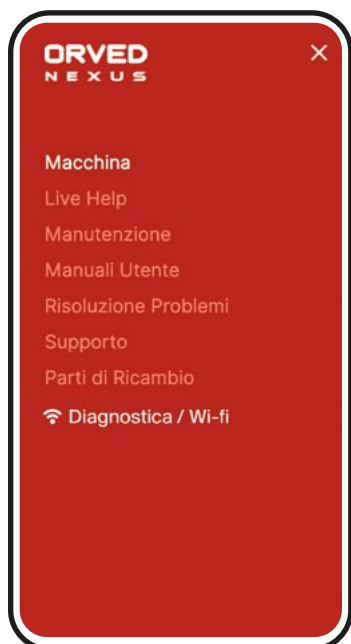 ORVED
NEXUS
Macchina
Live Help
Manutenzione
Manuali Utente
Risoluzione Problemi
Supporto
Parti di Ricambio
Diagnostica / Wi-fi